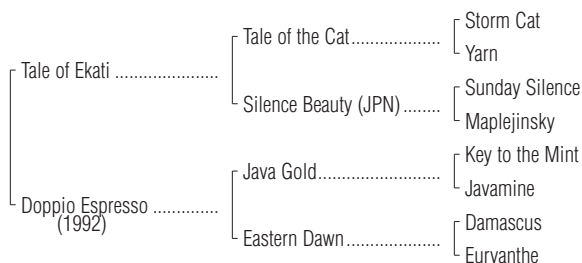 Storm Cat
Tale of the Cat...................
Yarn
Tale of Ekati ......................
Sunday Silence
Silence Beauty (JPN) ........
Maplejinsky
Key to the Mint
Java Gold..........................
Javamine
Doppio Espresso ..............
(1992)
Damascus
Eastern Dawn....................
Euryanthe